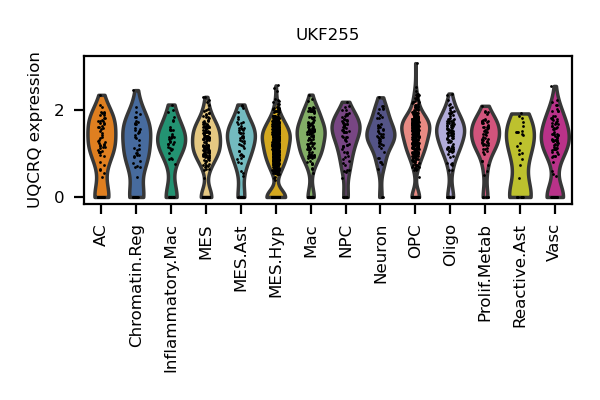 UKF255
UQCRQ expression
2
0
AC
Chromatin.Reg
Inflammatory.Mac
MES
MES.Ast
MES.Hyp
Mac
NPC
Neuron
OPC
Oligo
Prolif.Metab
Reactive.Ast
Vasc